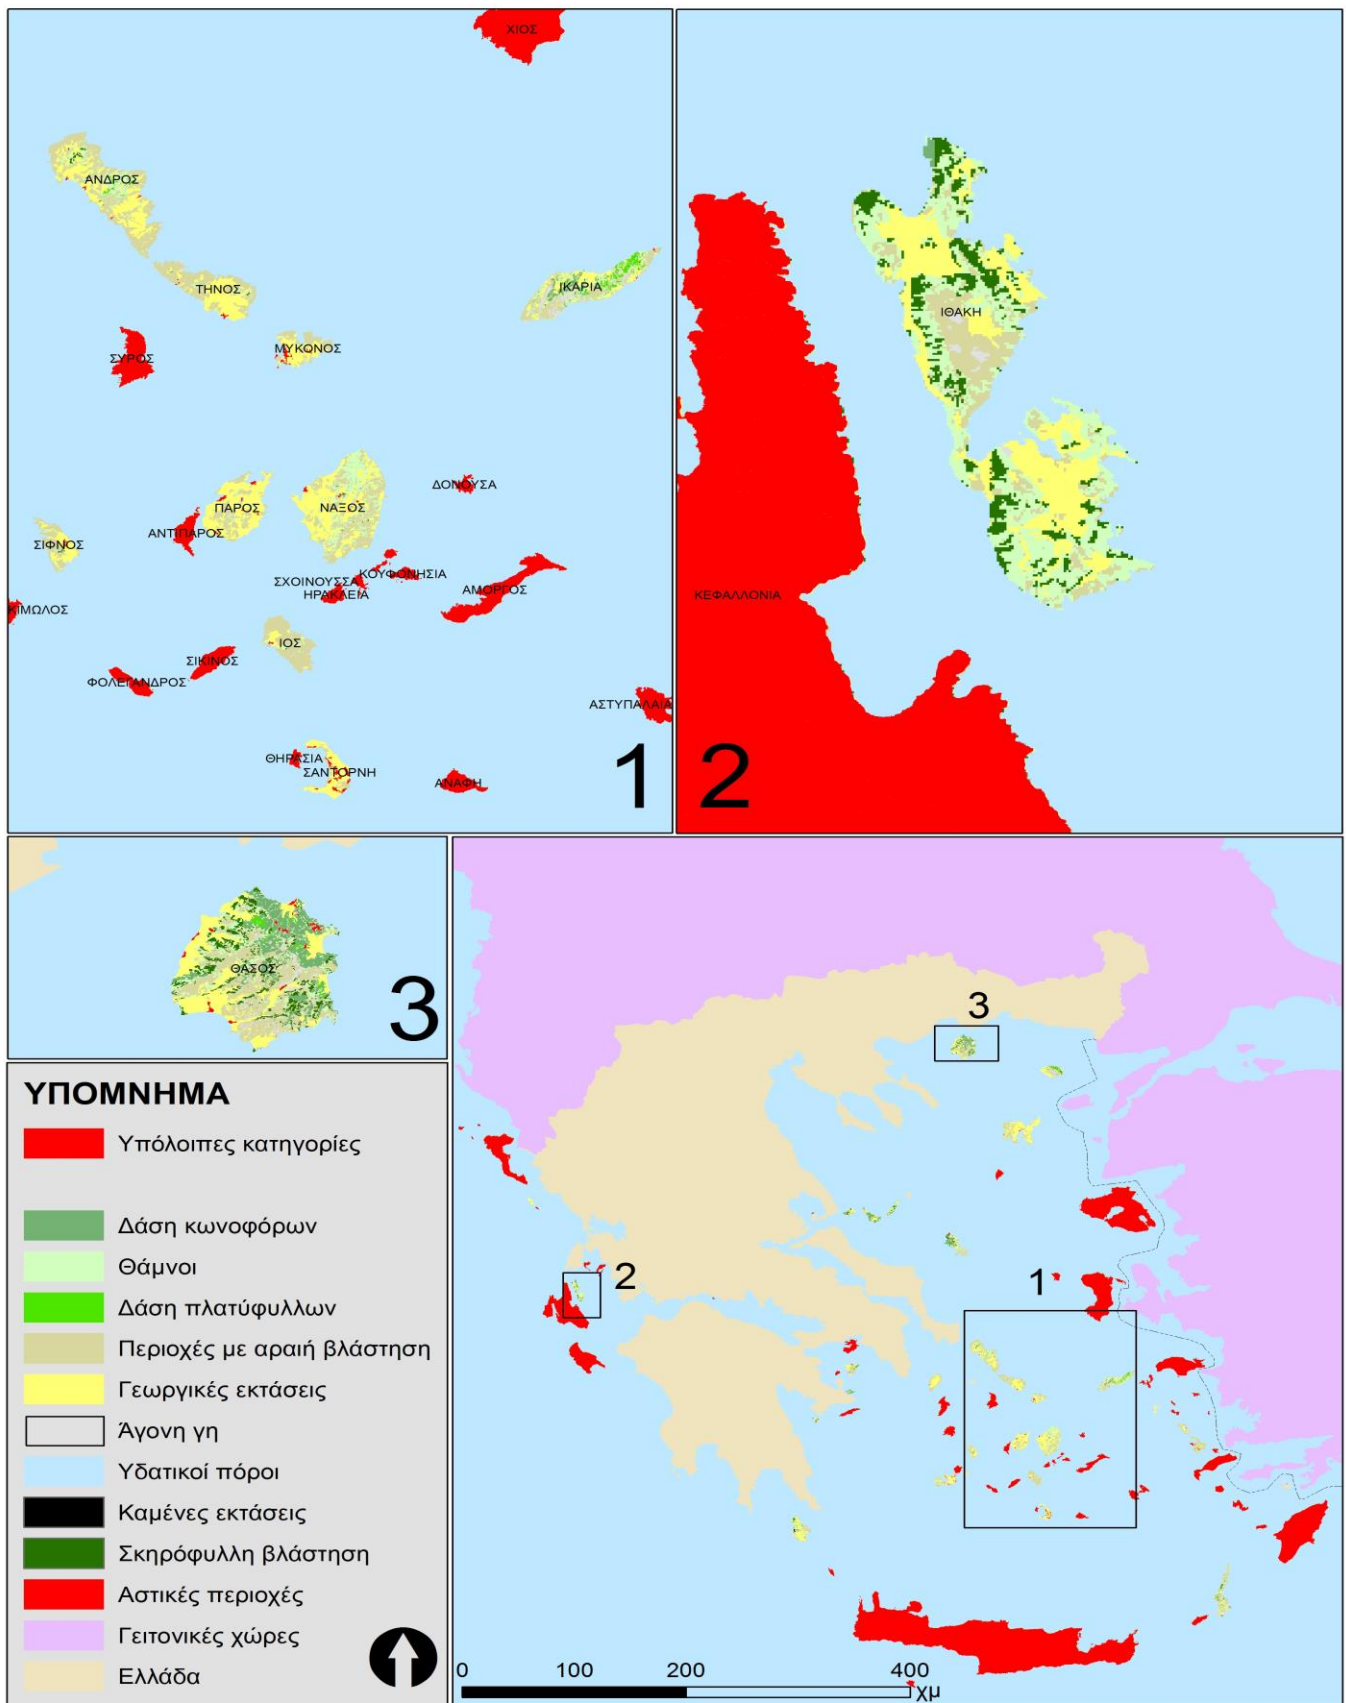 ΧΙΟΣ
ΑΝΔΡΟΣ
ΤΗΝΟΣ
ΙΚΑΡΙΑ
ΣΥΡΟΣ
ΜΥΚΩΝΟΣ
ΔΟΝΟΥΣΑ
ΠΑΡΟΣ
ΝΑΞΟΣ
ΑΝΤΙΠΑΡΟΣ
ΣΙΦΝΟΣ
ΚΟΥΦΟΝΗΣΙΑ
ΣΧΟΙΝΟΥΣΣΑ
ΗΡΑΚΛΕΙΑ
ΑΜΟΡΓΟΣ
ΚΙΜΩΛΟΣ
ΙΟΣ
ΣΙΚΙΝΟΣ
ΦΟΛΕΓΑΝΔΡΟΣ
ΑΣΤΥΠΑΛΑΙΑ
ΘΗΡΑΣΙΑ
ΣΑΝΤΟΡΝΗ
ΑΝΑΦΗ
1
ΙΘΑΚΗ
ΚΕΦΑΛΛΟΝΙΑ
2
ΘΑΣΟΣ
3
ΥΠΟΜΝΗΜΑ
Υπόλοιπες κατηγορίες
Δάση κωνοφόρων
Θάμνοι
Δάση πλατύφυλλων
Περιοχές με αραιή βλάστηση
Γεωργικές εκτάσεις
Άγονη γη
Υδατικοί πόροι
Καμένες εκτάσεις
Σκηρόφυλλη βλάστηση
Αστικές περιοχές
Γειτονικές χώρες
Ελλάδα
3
2
1
0 100 200 400
χμ